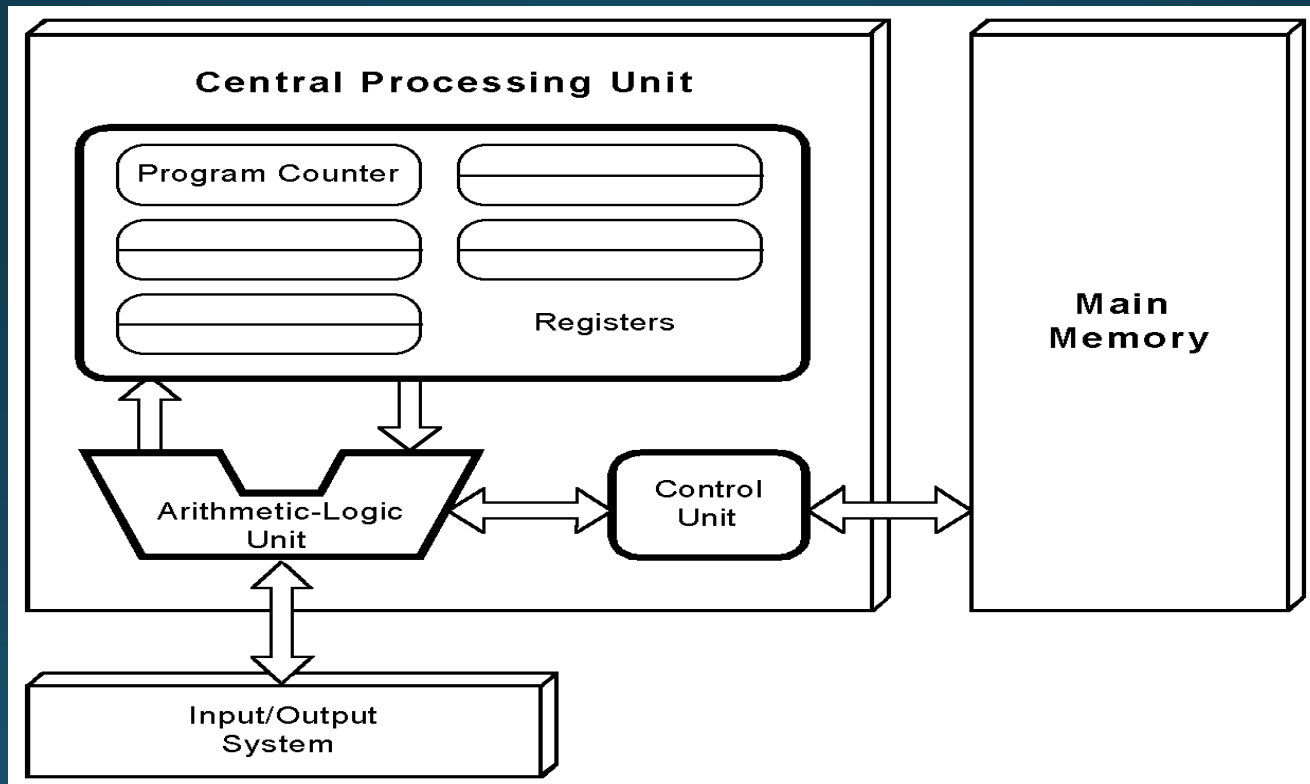 Central Processing Unit
Program Counter
Registers
Arithmetic-Logic
Unit
Control
Unit
Main
Memory
Input/Output
System